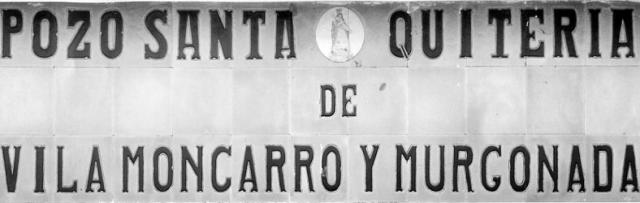 POZO SANTA QUITERIA
DE
VILA MONCARRO Y MURGONADA